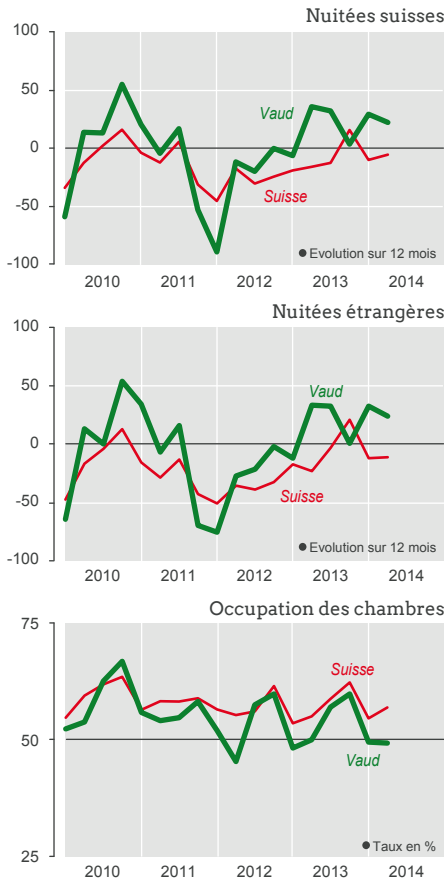 Nuitées suisses
100
50
0
-50
-100
Vaud
Suisse
● Evolution sur 12 mois
2010 2011 2012 2013 2014
Nuitées étrangères
100
50
0
-50
-100
Vaud
Suisse
● Evolution sur 12 mois
2010 2011 2012 2013 2014
Occupation des chambres
75
50
25
Suisse
Vaud
● Taux en %
2010 2011 2012 2013 2014